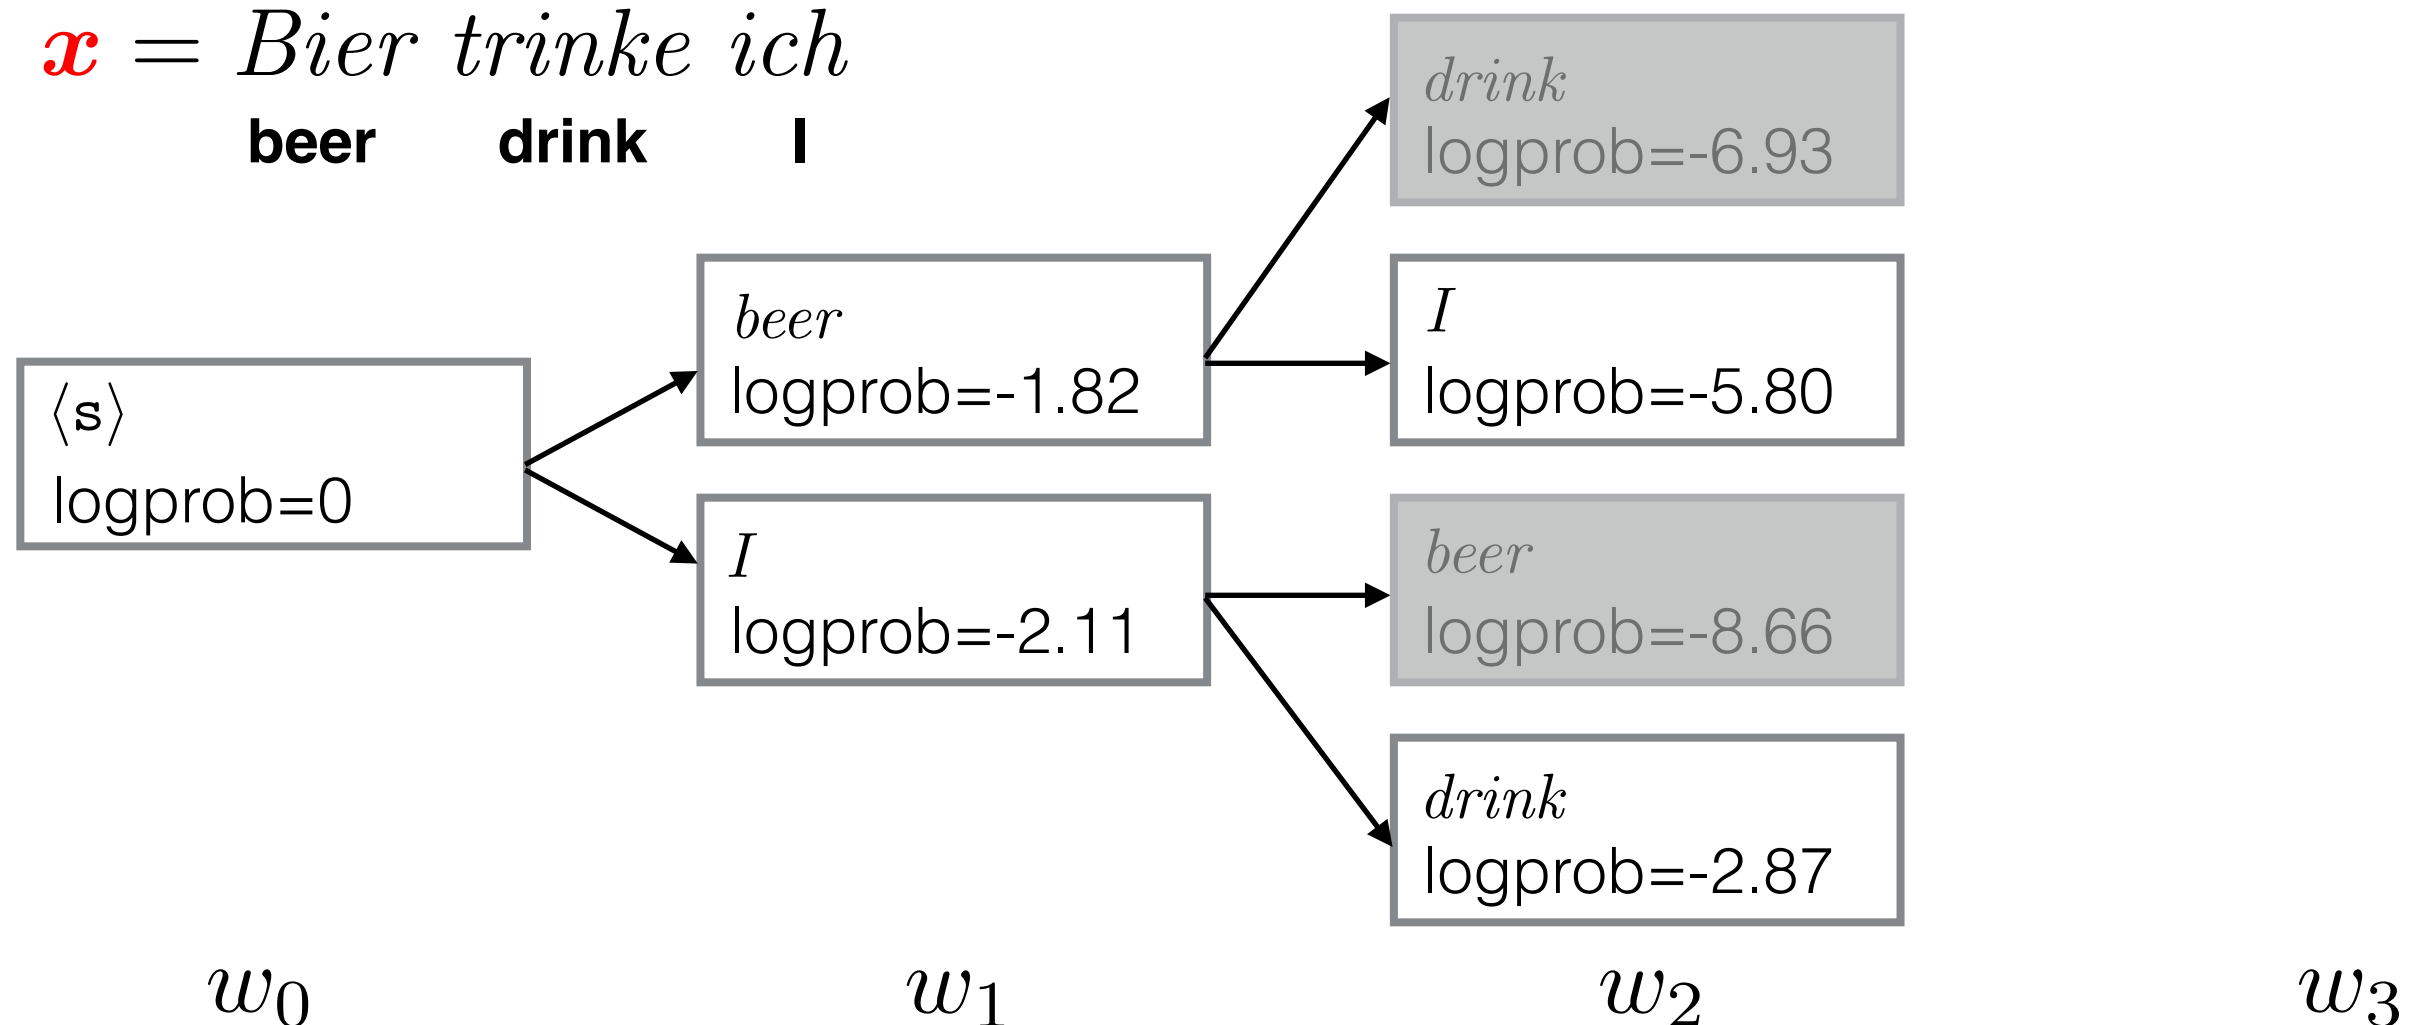 x = Bier trinke ich
beer drink I
⟨s⟩
logprob=0
beer
logprob=-1.82
I
logprob=-2.11
drink
logprob=-6.93
I
logprob=-5.80
beer
logprob=-8.66
drink
logprob=-2.87
w₀ w₁ w₂ w₃